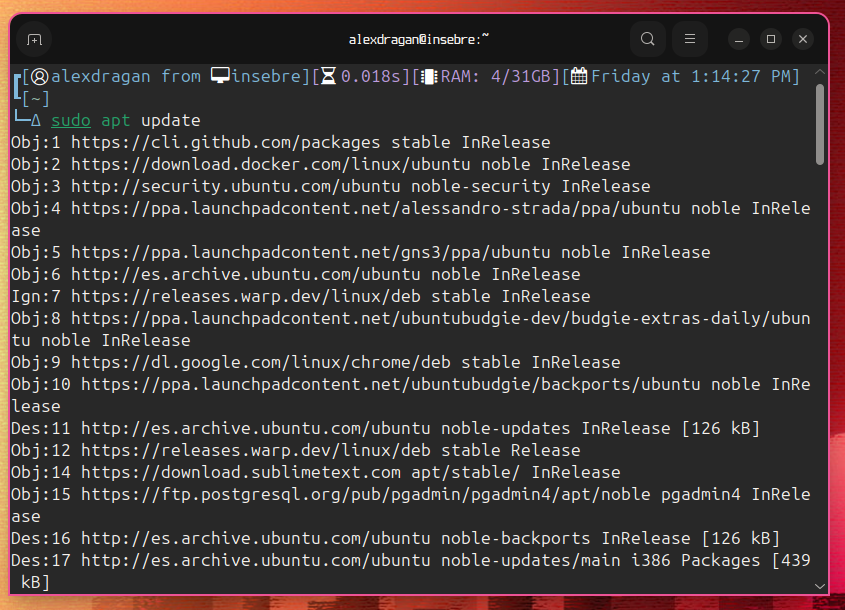 alexdragan@insebre:~
[alexdragan from insebre][0.018s][RAM: 4/31GB][Friday at 1:14:27 PM]
[~]
Δ sudo apt update
Obj:1 https://cli.github.com/packages stable InRelease
Obj:2 https://download.docker.com/linux/ubuntu noble InRelease
Obj:3 http://security.ubuntu.com/ubuntu noble-security InRelease
Obj:4 https://ppa.launchpadcontent.net/alessandro-strada/ppa/ubuntu noble InRele
ase
Obj:5 https://ppa.launchpadcontent.net/gns3/ppa/ubuntu noble InRelease
Obj:6 http://es.archive.ubuntu.com/ubuntu noble InRelease
Ign:7 https://releases.warp.dev/linux/deb stable InRelease
Obj:8 https://ppa.launchpadcontent.net/ubuntubudgie-dev/budgie-extras-daily/ubun
tu noble InRelease
Obj:9 https://dl.google.com/linux/chrome/deb stable InRelease
Obj:10 https://ppa.launchpadcontent.net/ubuntubudgie/backports/ubuntu noble InRe
lease
Des:11 http://es.archive.ubuntu.com/ubuntu noble-updates InRelease [126 kB]
Obj:12 https://releases.warp.dev/linux/deb stable Release
Obj:14 https://download.sublimetext.com apt/stable/ InRelease
Obj:15 https://ftp.postgresql.org/pub/pgadmin/pgadmin4/apt/noble pgadmin4 InRele
ase
Des:16 http://es.archive.ubuntu.com/ubuntu noble-backports InRelease [126 kB]
Des:17 http://es.archive.ubuntu.com/ubuntu noble-updates/main i386 Packages [439
 kB]